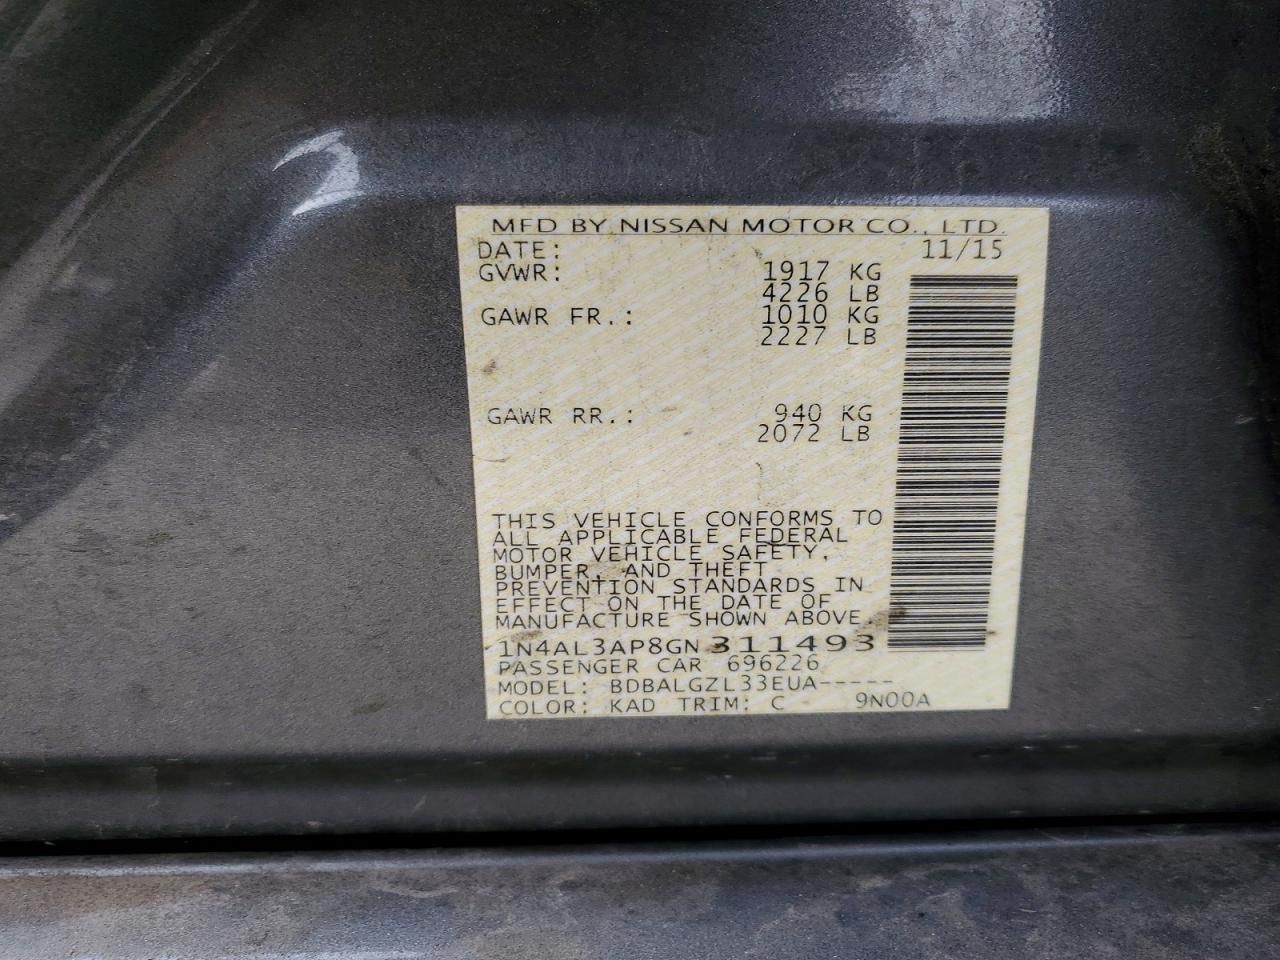 MFD BY NISSAN MOTOR CO., LTD.
DATE: 11/15
GVWR: 1917 KG
4226 LB
GAWR FR.: 1010 KG
2227 LB
GAWR RR.: 940 KG
2072 LB
THIS VEHICLE CONFORMS TO
ALL APPLICABLE FEDERAL
MOTOR VEHICLE SAFETY,
BUMPER, AND THEFT
PREVENTION STANDARDS IN
EFFECT ON THE DATE OF
MANUFACTURE SHOWN ABOVE.
1N4AL3AP8GN311493
PASSENGER CAR 696226
MODEL: BDBALGZL33EUA-----
COLOR: KAD TRIM: C 9N00A